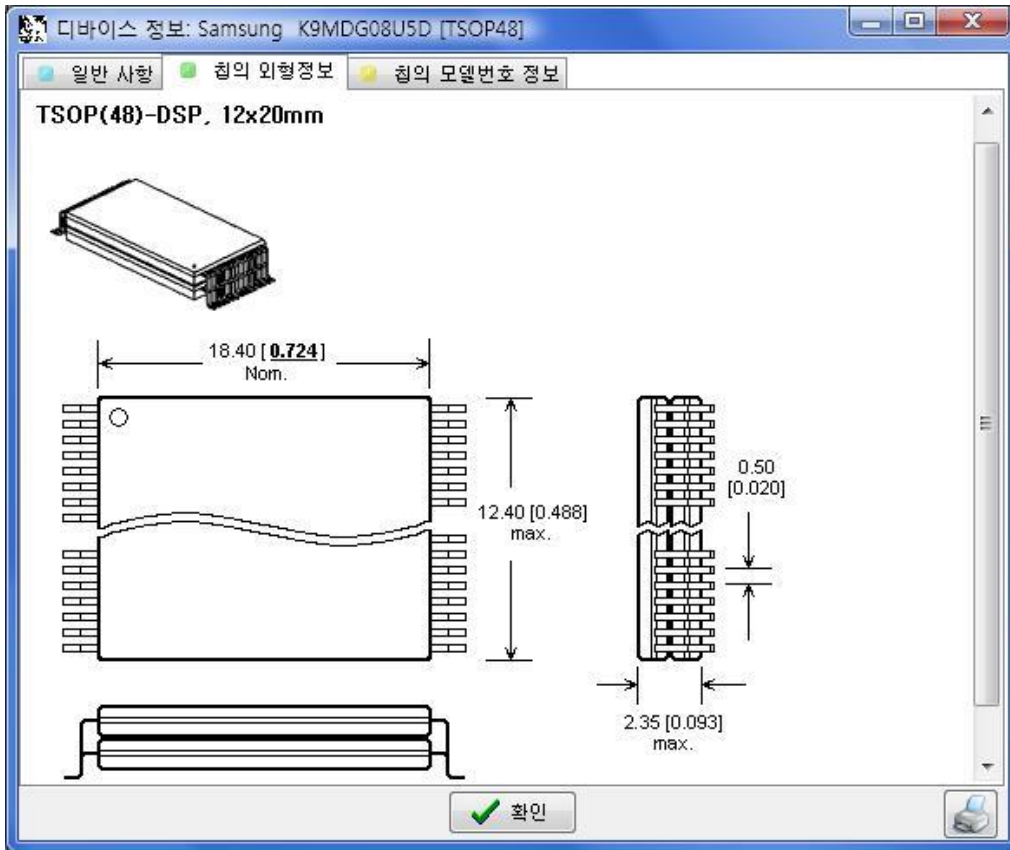 디바이스 정보: Samsung K9MDG08U5D [TSOP48]
일반 사항
칩의 외형정보
칩의 모델번호 정보
TSOP(48)-DSP, 12x20mm
18.40 [0.724]
Nom.
12.40 [0.488]
max.
0.50
[0.020]
2.35 [0.093]
max.
확인